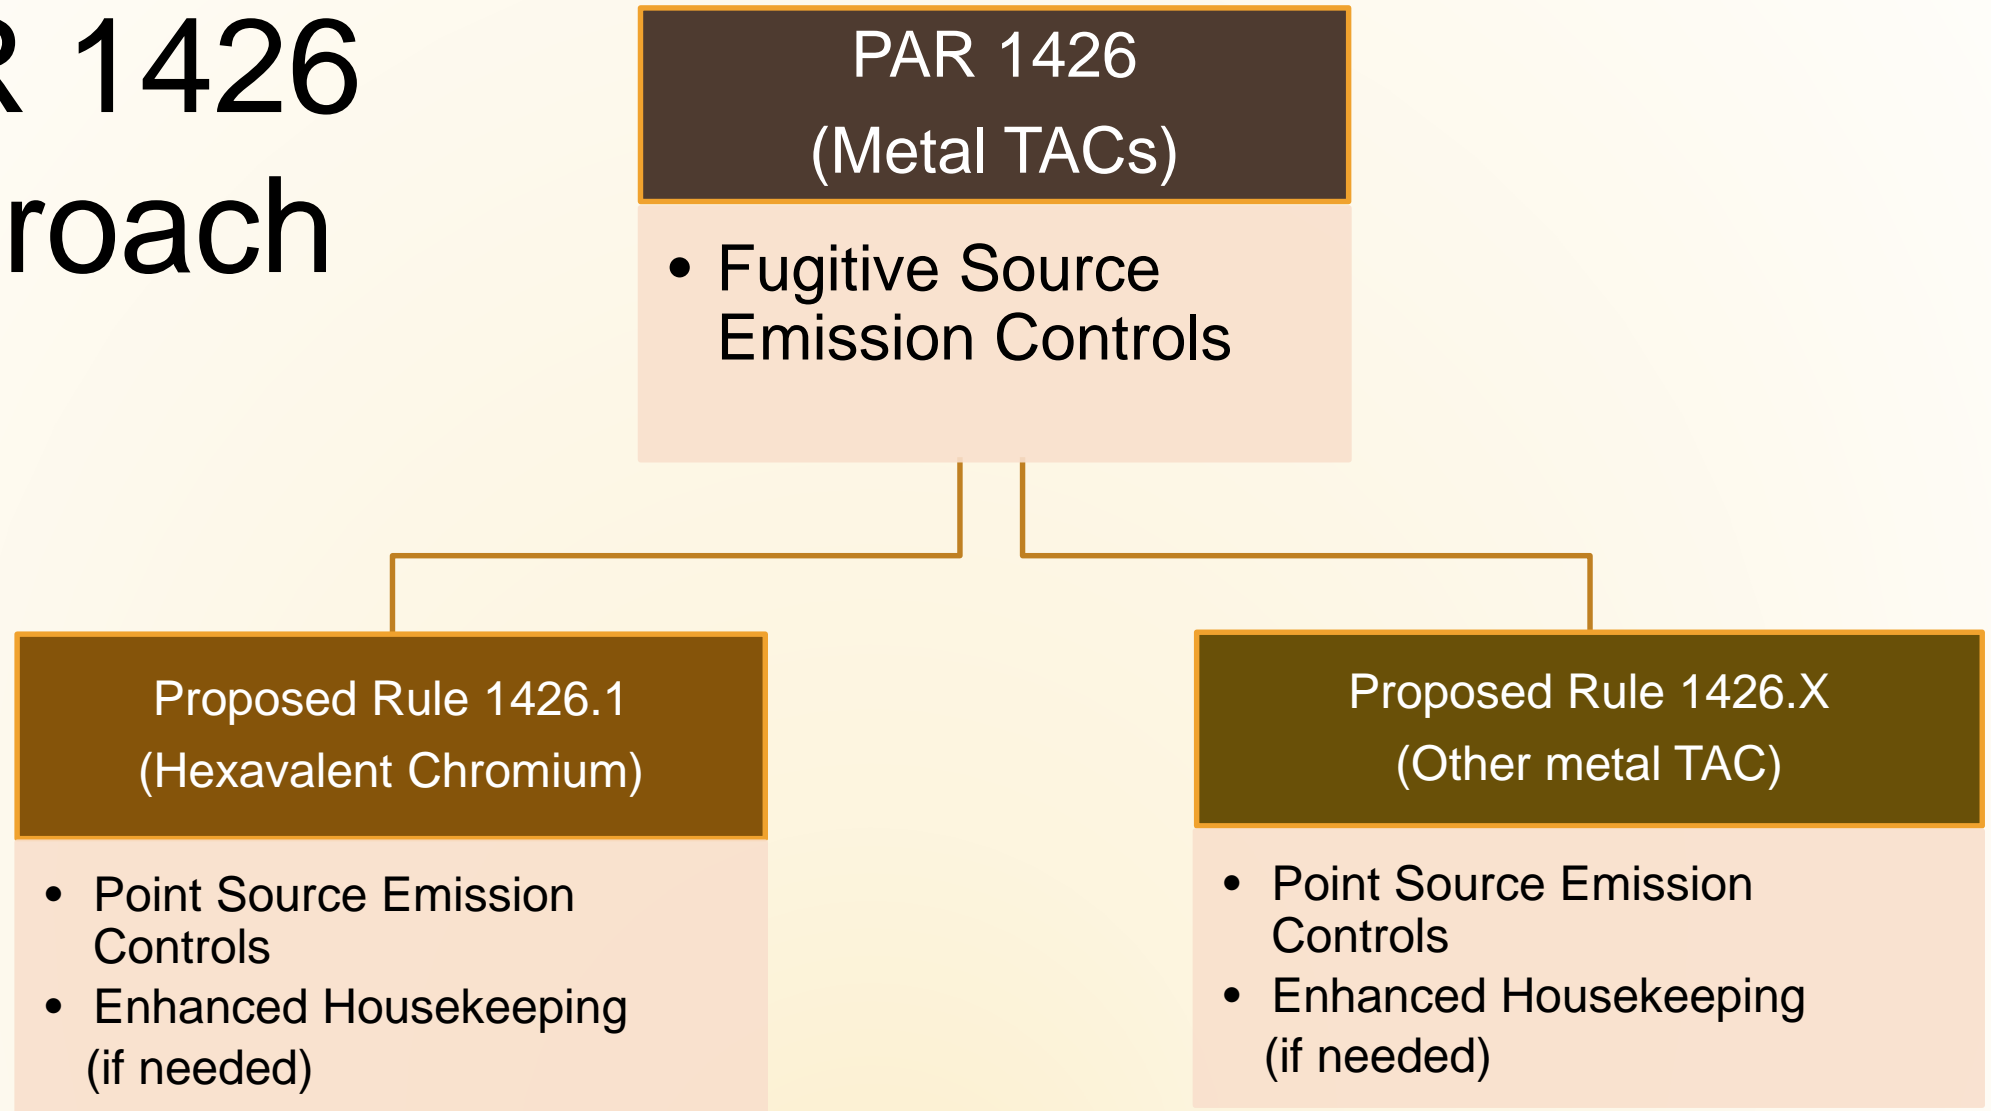 R 1426
roach
PAR 1426
(Metal TACs)
• Fugitive Source
Emission Controls
Proposed Rule 1426.1
(Hexavalent Chromium)
• Point Source Emission
Controls
• Enhanced Housekeeping
(if needed)
Proposed Rule 1426.X
(Other metal TAC)
• Point Source Emission
Controls
• Enhanced Housekeeping
(if needed)